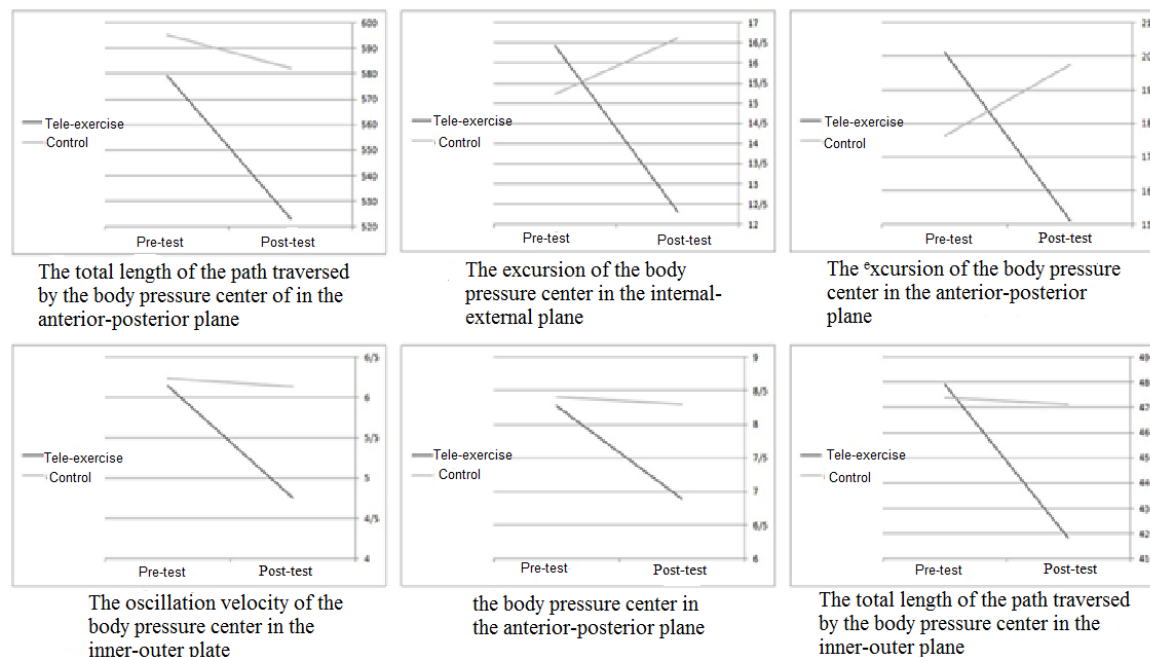 600
590
580
570
560
550
540
530
520
Tele-exercise
Control
Pre-test
Post-test
The total length of the path traversed
by the body pressure center of in the
anterior-posterior plane
17
16/5
16
15/5
15
14/5
14
13/5
13
12/5
12
Tele-exercise
Control
Pre-test
Post-test
The excursion of the body
pressure center in the internal-
external plane
20
19
18
17
16
15
Tele-exercise
Control
Pre-test
Post-test
The excursion of the body pressure
center in the anterior-posterior
plane
6/5
6
5/5
5
4/5
4
Tele-exercise
Control
Pre-test
Post-test
The oscillation velocity of the
body pressure center in the
inner-outer plate
9
8/5
8
7/5
7
6/5
6
Tele-exercise
Control
Pre-test
Post-test
the body pressure center in
the anterior-posterior plane
Tele-exercise
Control
Pre-test
Post-test
The total length of the path traversed
by the body pressure center in the
inner-outer plane